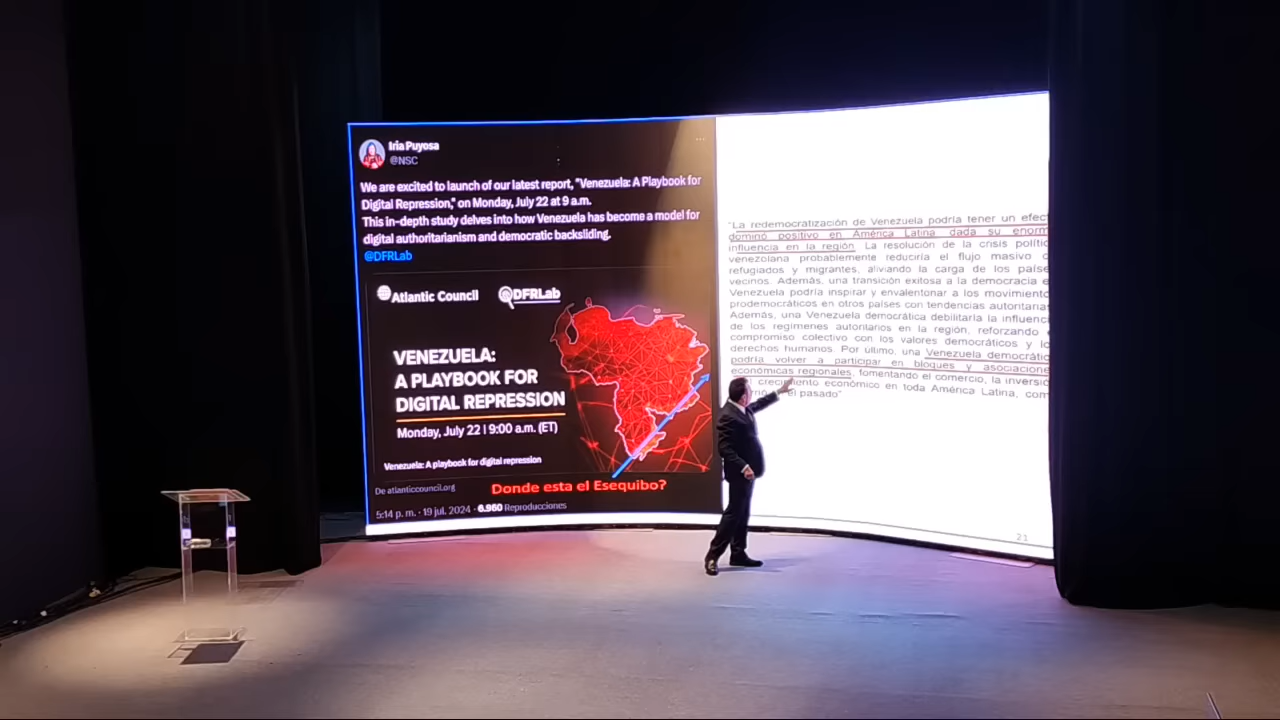 Iria Puyosa
@NSC
We are excited to launch of our latest report, "Venezuela: A Playbook for
Digital Repression," on Monday, July 22 at 9 a.m.
This in-depth study delves into how Venezuela has become a model for
digital authoritarianism and democratic backsliding.
@DFRLab
Atlantic Council @DFRLab
VENEZUELA:
A PLAYBOOK FOR
DIGITAL REPRESSION
Monday, July 22 I 9:00 a.m. (ET)
Venezuela: A playbook for digital repression
De atlanticcouncil.org
Donde esta el Esequibo?
5:14 p. m. · 19 jul. 2024 · 6.960 Reproducciones
"La redemocratización de Venezuela podría tener un efec
dominó positivo en América Latina dada su enorm
influencia en la región. La resolución de la crisis polític
venezolana probablemente reduciría el flujo masivo d
refugiados y migrantes, aliviando la carga de los paíse
vecinos. Además, una transición exitosa a la democracia e
Venezuela podría inspirar y envalentonar a los movimiento
prodemocráticos en otros países con tendencias autoritaria
Además, una Venezuela democrática debilitaría la influenc
de los regímenes autoritarios en la región, reforzando e
compromiso colectivo con los valores democráticos y lo
derechos humanos. Por último, una Venezuela democrátic
podría volver a participar en bloques y asociacione
económicas regionales, fomentando el comercio, la inversió
el crecimiento económico en toda América Latina, com
el pasado"
21